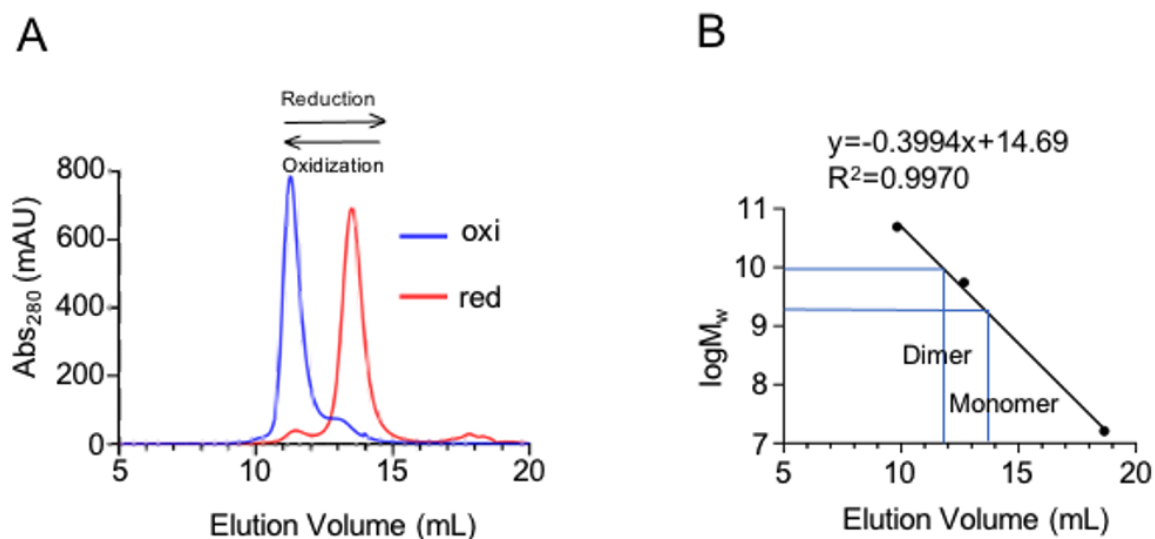 A
Reduction
Oxidization
800
600
400
200
0
Abs280 (mAU)
5
10
15
20
Elution Volume (mL)
oxi
red
B
y=-0.3994x+14.69
R²=0.9970
11
10
9
8
7
logMw
Dimer
Monomer
5
10
15
20
Elution Volume (mL)